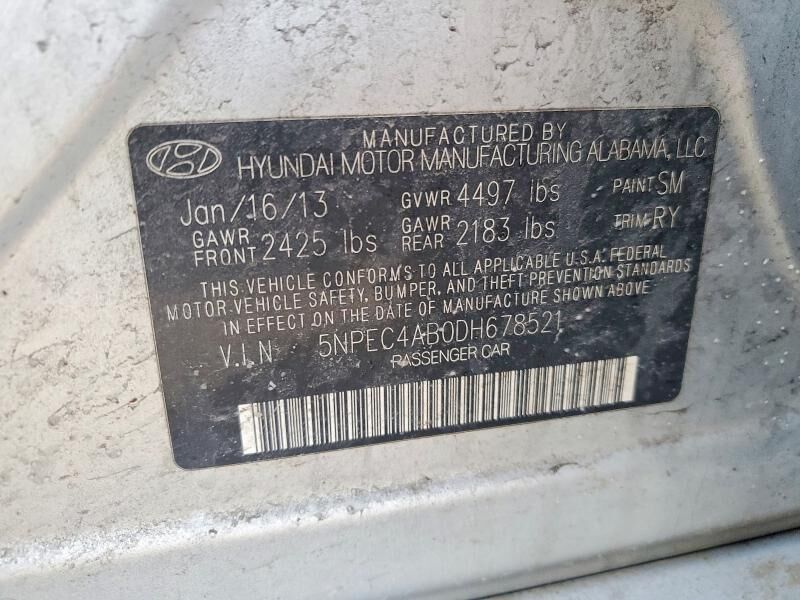 MANUFACTURED BY
HYUNDAI MOTOR MANUFACTURING ALABAMA, LLC
Jan/16/13 GVWR 4497 lbs PAINT SM
GAWR FRONT 2425 lbs GAWR REAR 2183 lbs TRIM RY
THIS VEHICLE CONFORMS TO ALL APPLICABLE U.S.A. FEDERAL
MOTOR VEHICLE SAFETY, BUMPER, AND THEFT PREVENTION STANDARDS
IN EFFECT ON THE DATE OF MANUFACTURE SHOWN ABOVE
V.I.N 5NPEC4AB0DH678521
PASSENGER CAR